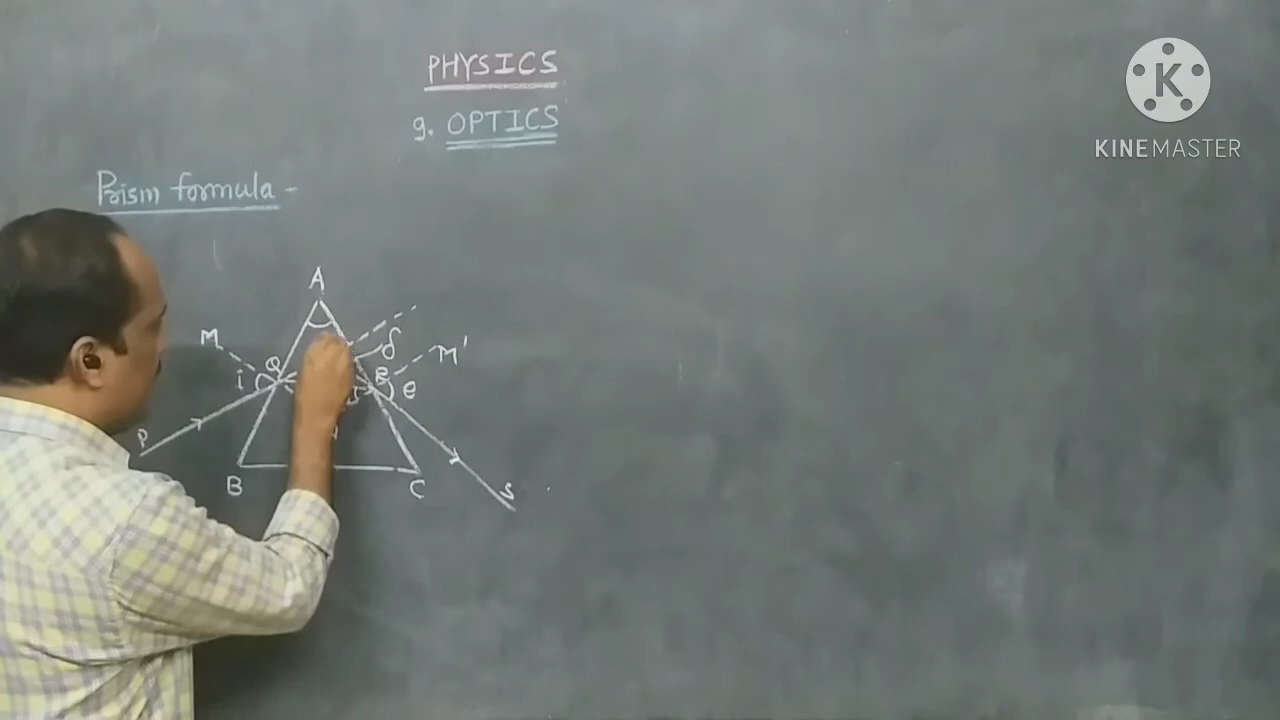 PHYSICS
9. OPTICS
Prism formula -
A
M
δ
M'
Q
R
i
e
P
B
C
S
K
KINEMASTER